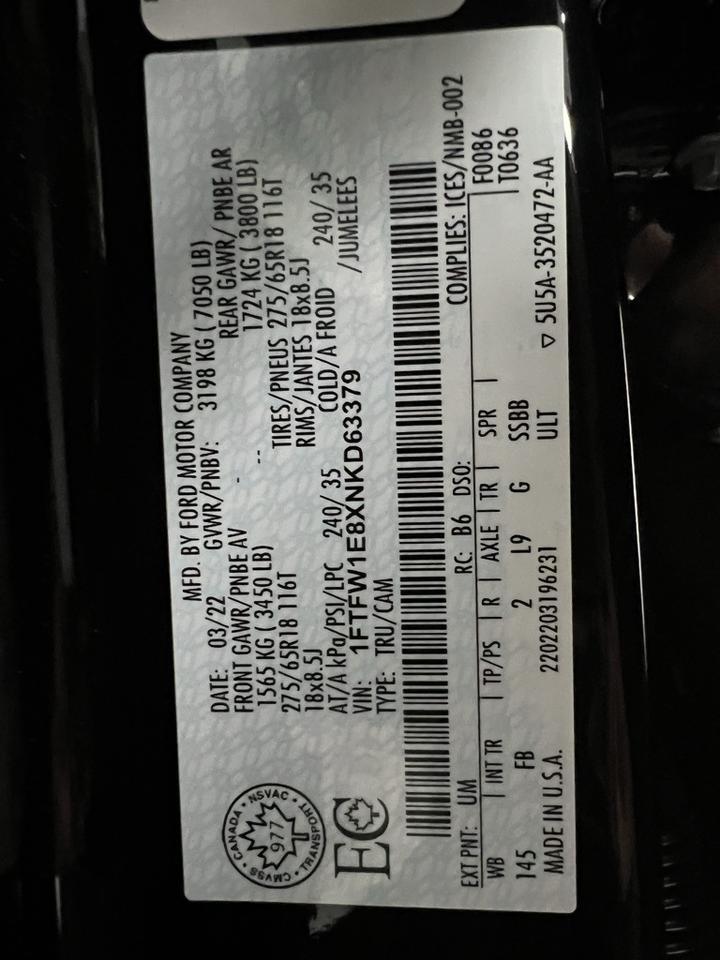 MFD. BY FORD MOTOR COMPANY
DATE: 03/22 GVWR/PNBV: 3198 KG ( 7050 LB)
FRONT GAWR/PNBE AV - REAR GAWR/ PNBE AR
1565 KG ( 3450 LB) -- 1724 KG ( 3800 LB)
275/65R18 116T TIRES/PNEUS 275/65R18 116T
18x8.5J RIMS/JANTES 18x8.5J
AT/A kPa/PSI/LPC 240/ 35 COLD/A FROID 240/ 35
VIN: 1FTFW1E8XNKD63379 /JUMELEES
TYPE: TRU/CAM
CANADA • NSVAC • TRANSPORT • CMVSS •
977
EC
EXT PNT: UM RC: B6 DSO: COMPLIES: ICES/NMB-002
WB | INT TR | TP/PS | R | AXLE | TR | SPR | F0086
145 FB 2 L9 G SSBB T0636
2202203196231 ULT
MADE IN U.S.A. ▽ 5U5A-3520472-AA